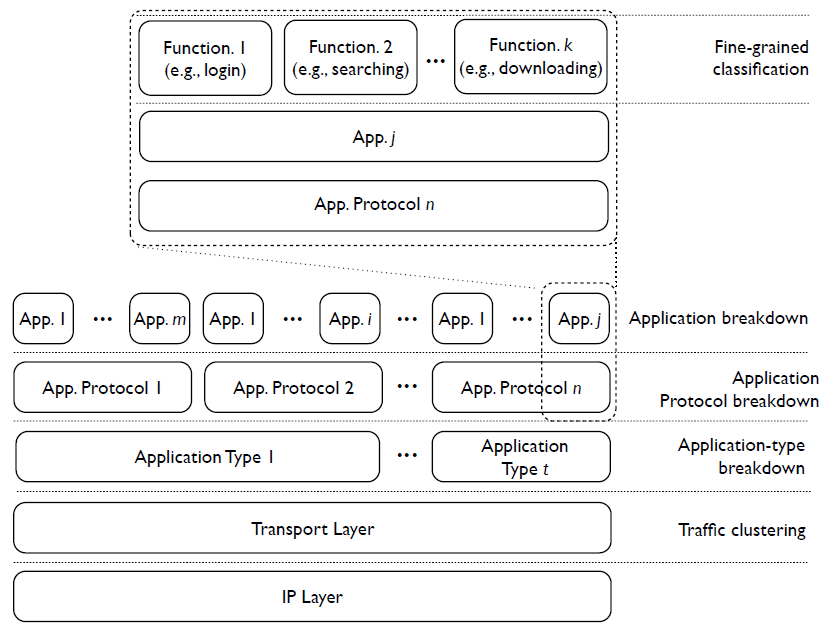 Function. 1
(e.g., login)
Function. 2
(e.g., searching)
...
Function. k
(e.g., downloading)
Fine-grained
classification
App. j
App. Protocol n
App. 1
...
App. m
App. 1
...
App. i
...
App. 1
...
App. j
Application breakdown
App. Protocol 1
App. Protocol 2
...
App. Protocol n
Application
Protocol breakdown
Application Type 1
...
Application
Type t
Application-type
breakdown
Transport Layer
Traffic clustering
IP Layer